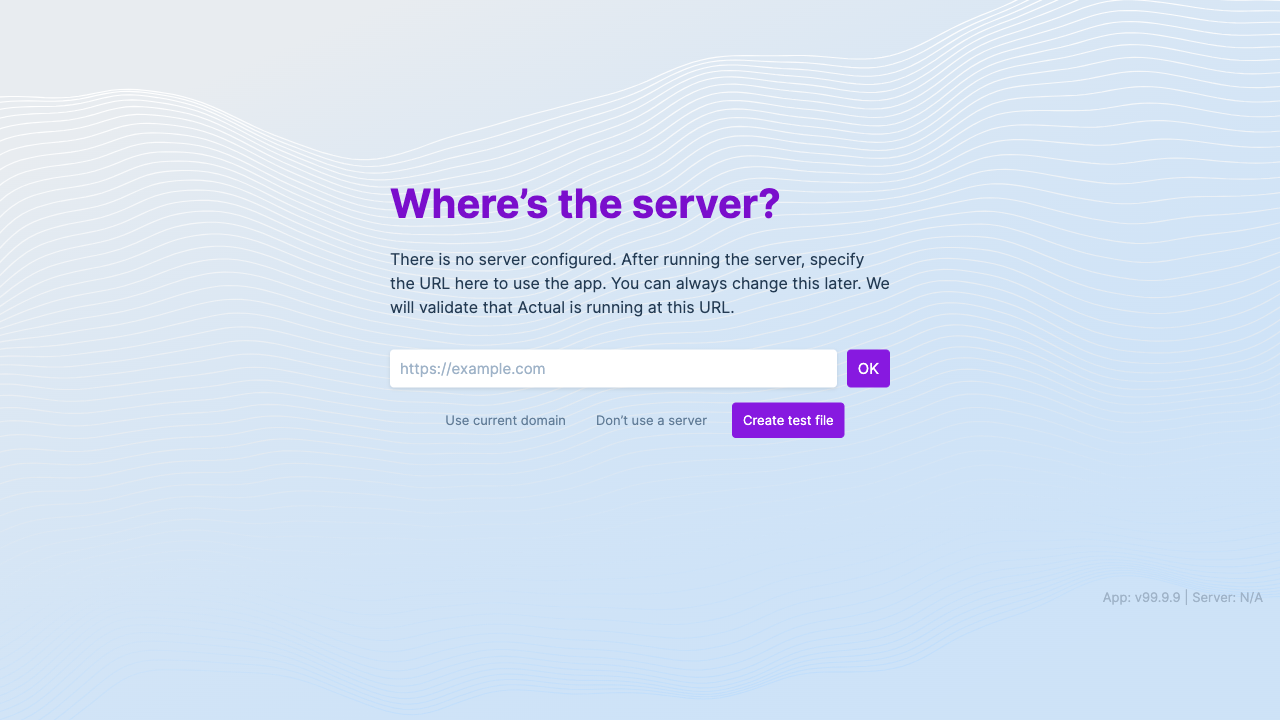 Where’s the server?
There is no server configured. After running the server, specify
the URL here to use the app. You can always change this later. We
will validate that Actual is running at this URL.
https://example.com
OK
Use current domain
Don’t use a server
Create test file
App: v99.9.9 | Server: N/A